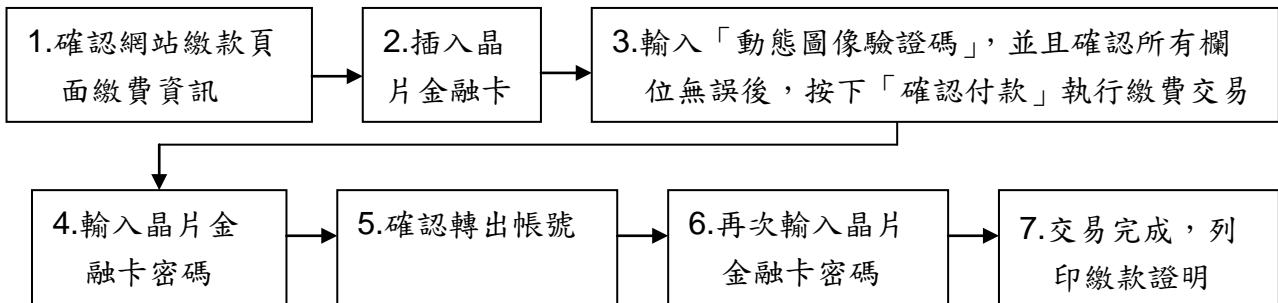 1.確認網站繳款頁
面繳費資訊
2.插入晶
片金融卡
3.輸入「動態圖像驗證碼」，並且確認所有欄
位無誤後，按下「確認付款」執行繳費交易
4.輸入晶片金
融卡密碼
5.確認轉出帳號
6.再次輸入晶片
金融卡密碼
7.交易完成，列
印繳款證明